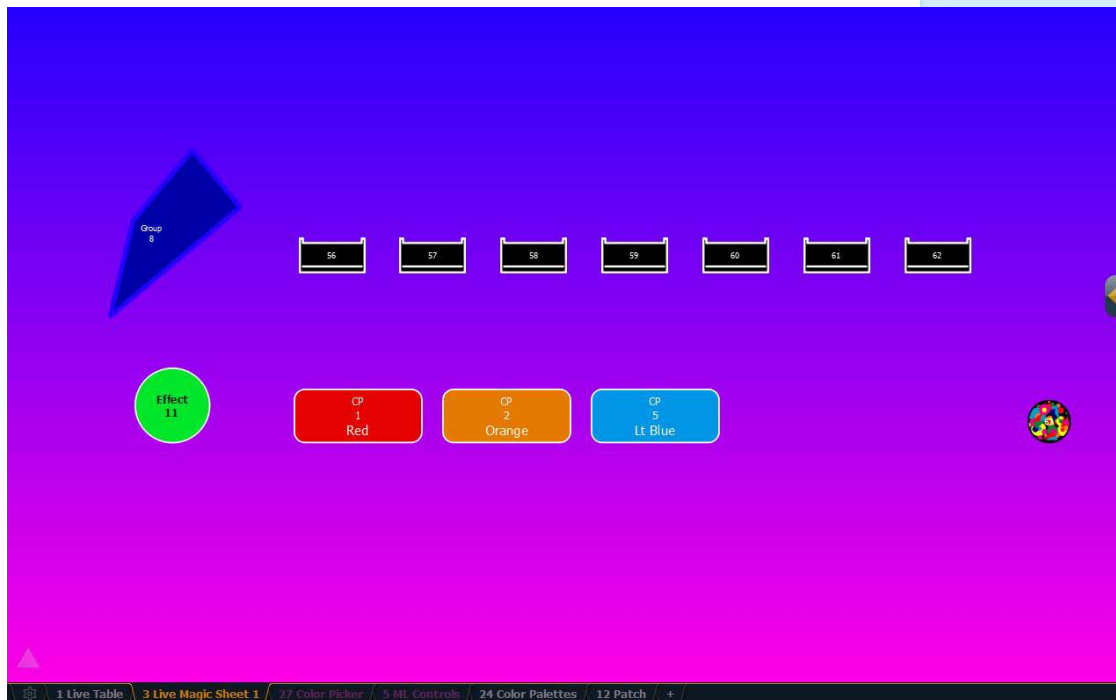 Group
8
56
57
58
59
60
61
62
Effect
11
CP
1
Red
CP
2
Orange
CP
5
Lt Blue
1 Live Table
3 Live Magic Sheet 1
27 Color Picker
5 ML Controls
24 Color Palettes
12 Patch
+